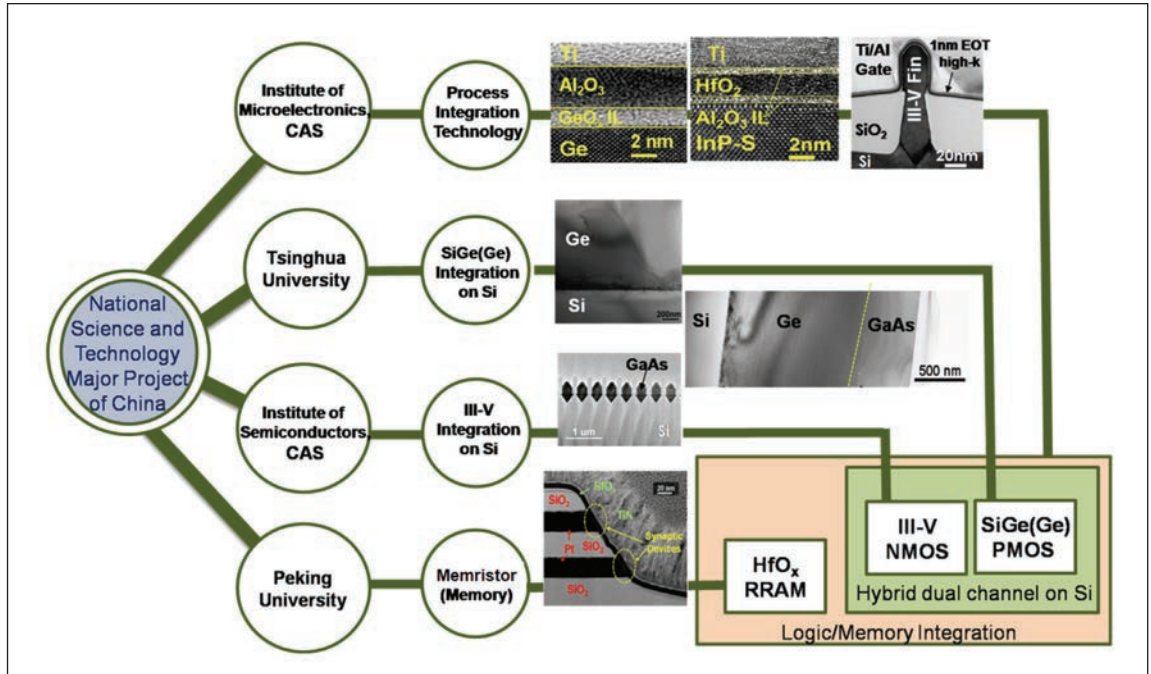 National
Science and
Technology
Major Project
of China
Institute of
Microelectronics,
CAS
Process
Integration
Technology
Ti
Al₂O₃
GeOₓ IL
Ge
2 nm
Ti
HfO₂
Al₂O₃ IL
InP-S
2nm
Ti/Al
Gate
III-V Fin
1nm EOT
high-k
SiO₂
Si
20nm
Tsinghua
University
SiGe(Ge)
Integration
on Si
Ge
Si
200nm
Si
Ge
GaAs
500 nm
Institute of
Semiconductors,
CAS
III-V
Integration
on Si
GaAs
1 um
Si
Peking
University
Memristor
(Memory)
20 nm
HfOₓ
SiO₂
TiN
Synaptic
Devices
Pt
SiO₂
SiO₂
HfOₓ
RRAM
III-V
NMOS
SiGe(Ge)
PMOS
Hybrid dual channel on Si
Logic/Memory Integration